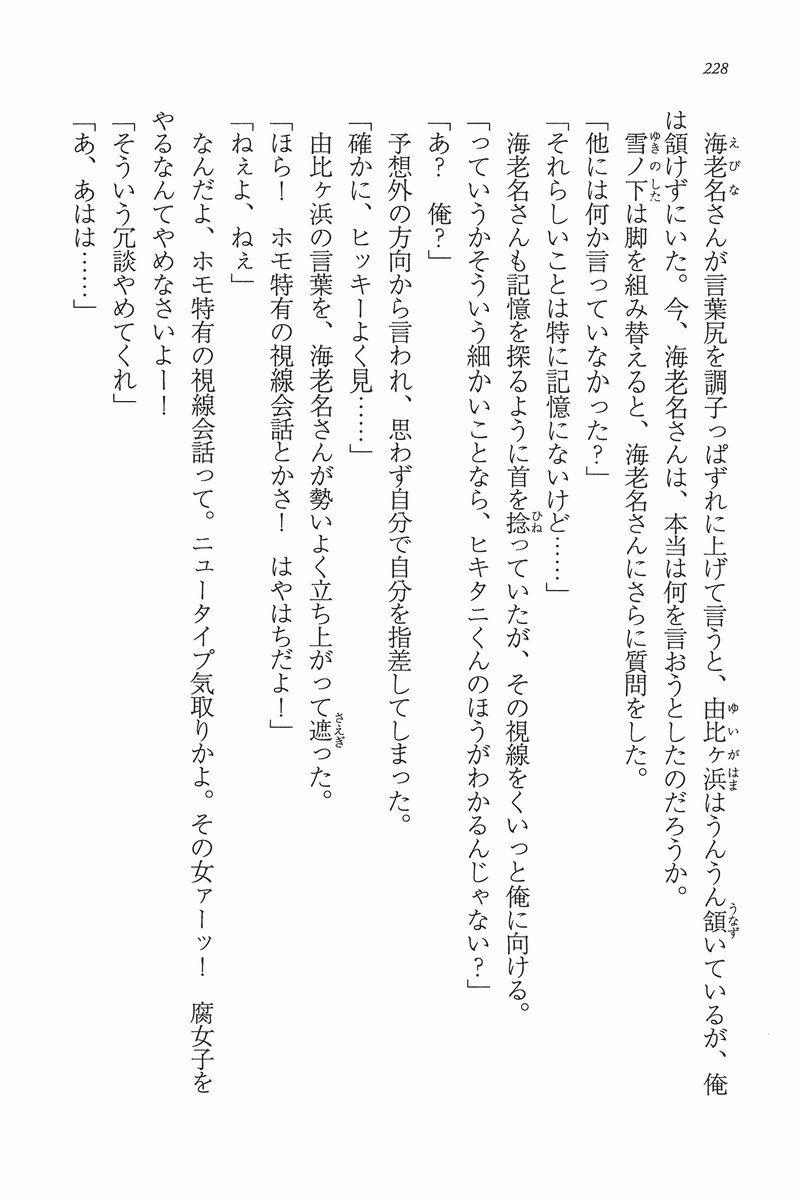 228
海老名さんが言葉尻を調子っぱずれに上げて言うと、由比ヶ浜はうんうん頷いているが、俺
は頷けずにいた。今、海老名さんは、本当は何を言おうとしたのだろうか。
雪ノ下は脚を組み替えると、海老名さんにさらに質問をした。
「他には何か言っていなかった?」
「それらしいことは特に記憶にないけど……」
海老名さんも記憶を探るように首を捻っていたが、その視線をくいっと俺に向ける。
「っていうかそういう細かいことなら、ヒキタニくんのほうがわかるんじゃない?」
「あ? 俺?」
予想外の方向から言われ、思わず自分で自分を指差してしまった。
「確かに、ヒッキーよく見……」
由比ヶ浜の言葉を、海老名さんが勢いよく立ち上がって遮った。
「ほら! ホモ特有の視線会話とかさ! はやはちだよ!」
「ねぇよ、ねぇ」
なんだよ、ホモ特有の視線会話って。ニュータイプ気取りかよ。その女ァーッ! 腐女子を
やるなんてやめなさいよー!
「そういう冗談やめてくれ」
「あ、あはは……」